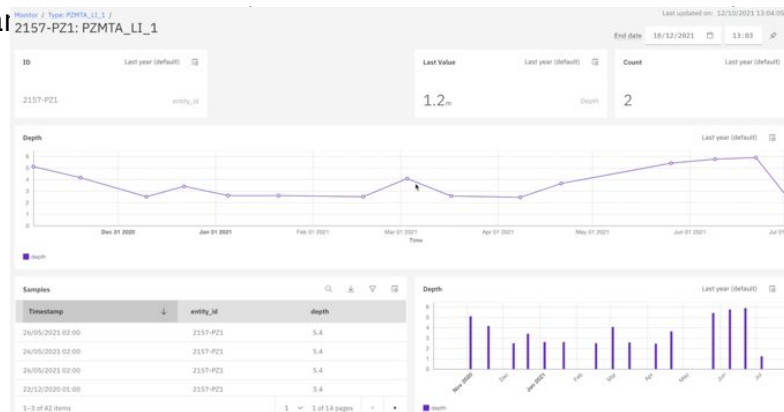 Monitor / Type: PZMTA_LI_1 /
2157-PZ1: PZMTA_LI_1
Last updated on: 12/10/2021 13:04:05
End date 10/12/2021 13:03
ID Last year (default)
2157-PZ1 entity_id
Last Value Last year (default)
1.2m Depth
Count Last year (default)
2
Depth Last year (default)
6
5
4
3
2
1
0
Dec 01 2020 Jan 01 2021 Feb 01 2021 Mar 01 2021 Apr 01 2021 May 01 2021 Jun 01 2021
Time
depth
Samples
Timestamp entity_id depth
26/05/2021 02:00 2157-PZ1 5.4
26/05/2021 02:00 2157-PZ1 5.4
26/05/2021 02:00 2157-PZ1 5.4
22/12/2020 01:00 2157-PZ1 3.4
1–3 of 42 items 1 1 of 14 pages
Depth Last year (default)
6
5
4
3
2
1
0
Nov 2020 Dec Jan 2021 Feb Mar Apr May Jun Jul
depth